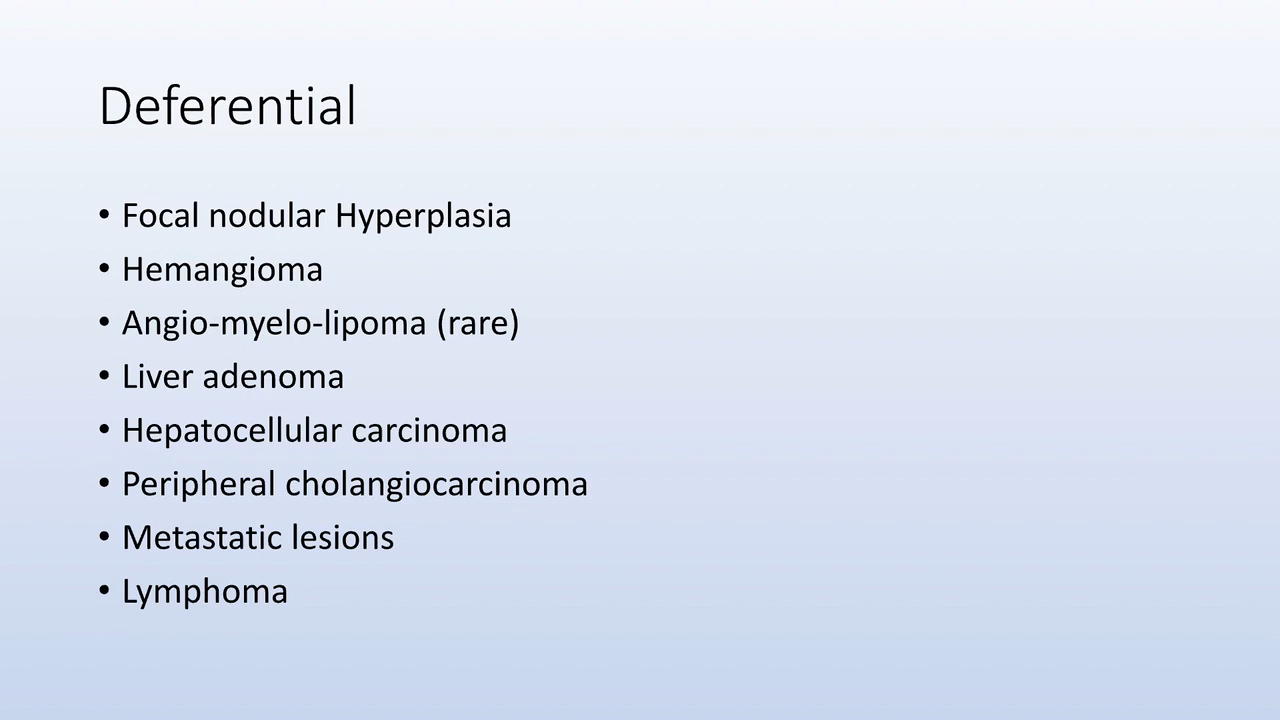 Deferential
• Focal nodular Hyperplasia
• Hemangioma
• Angio-myelo-lipoma (rare)
• Liver adenoma
• Hepatocellular carcinoma
• Peripheral cholangiocarcinoma
• Metastatic lesions
• Lymphoma